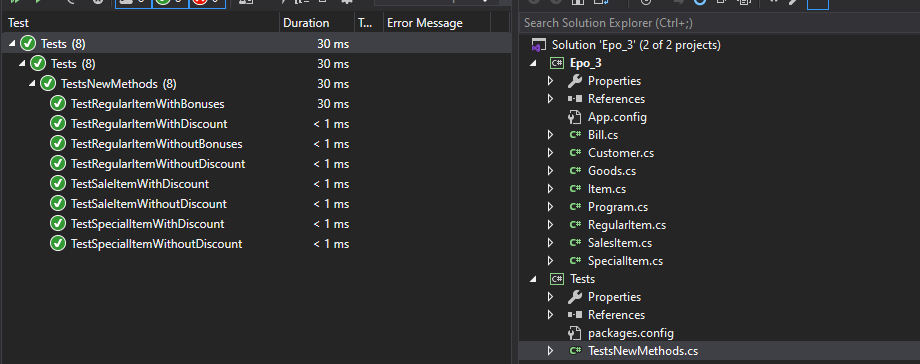 Test Duration T... Error Message
Tests (8) 30 ms
Tests (8) 30 ms
TestsNewMethods (8) 30 ms
TestRegularItemWithBonuses 30 ms
TestRegularItemWithDiscount < 1 ms
TestRegularItemWithoutBonuses < 1 ms
TestRegularItemWithoutDiscount < 1 ms
TestSaleItemWithDiscount < 1 ms
TestSaleItemWithoutDiscount < 1 ms
TestSpecialItemWithDiscount < 1 ms
TestSpecialItemWithoutDiscount < 1 ms
Search Solution Explorer (Ctrl+;)
Solution 'Epo_3' (2 of 2 projects)
C# Epo_3
Properties
References
App.config
C# Bill.cs
C# Customer.cs
C# Goods.cs
C# Item.cs
C# Program.cs
C# RegularItem.cs
C# SalesItem.cs
C# SpecialItem.cs
C# Tests
Properties
References
packages.config
C# TestsNewMethods.cs